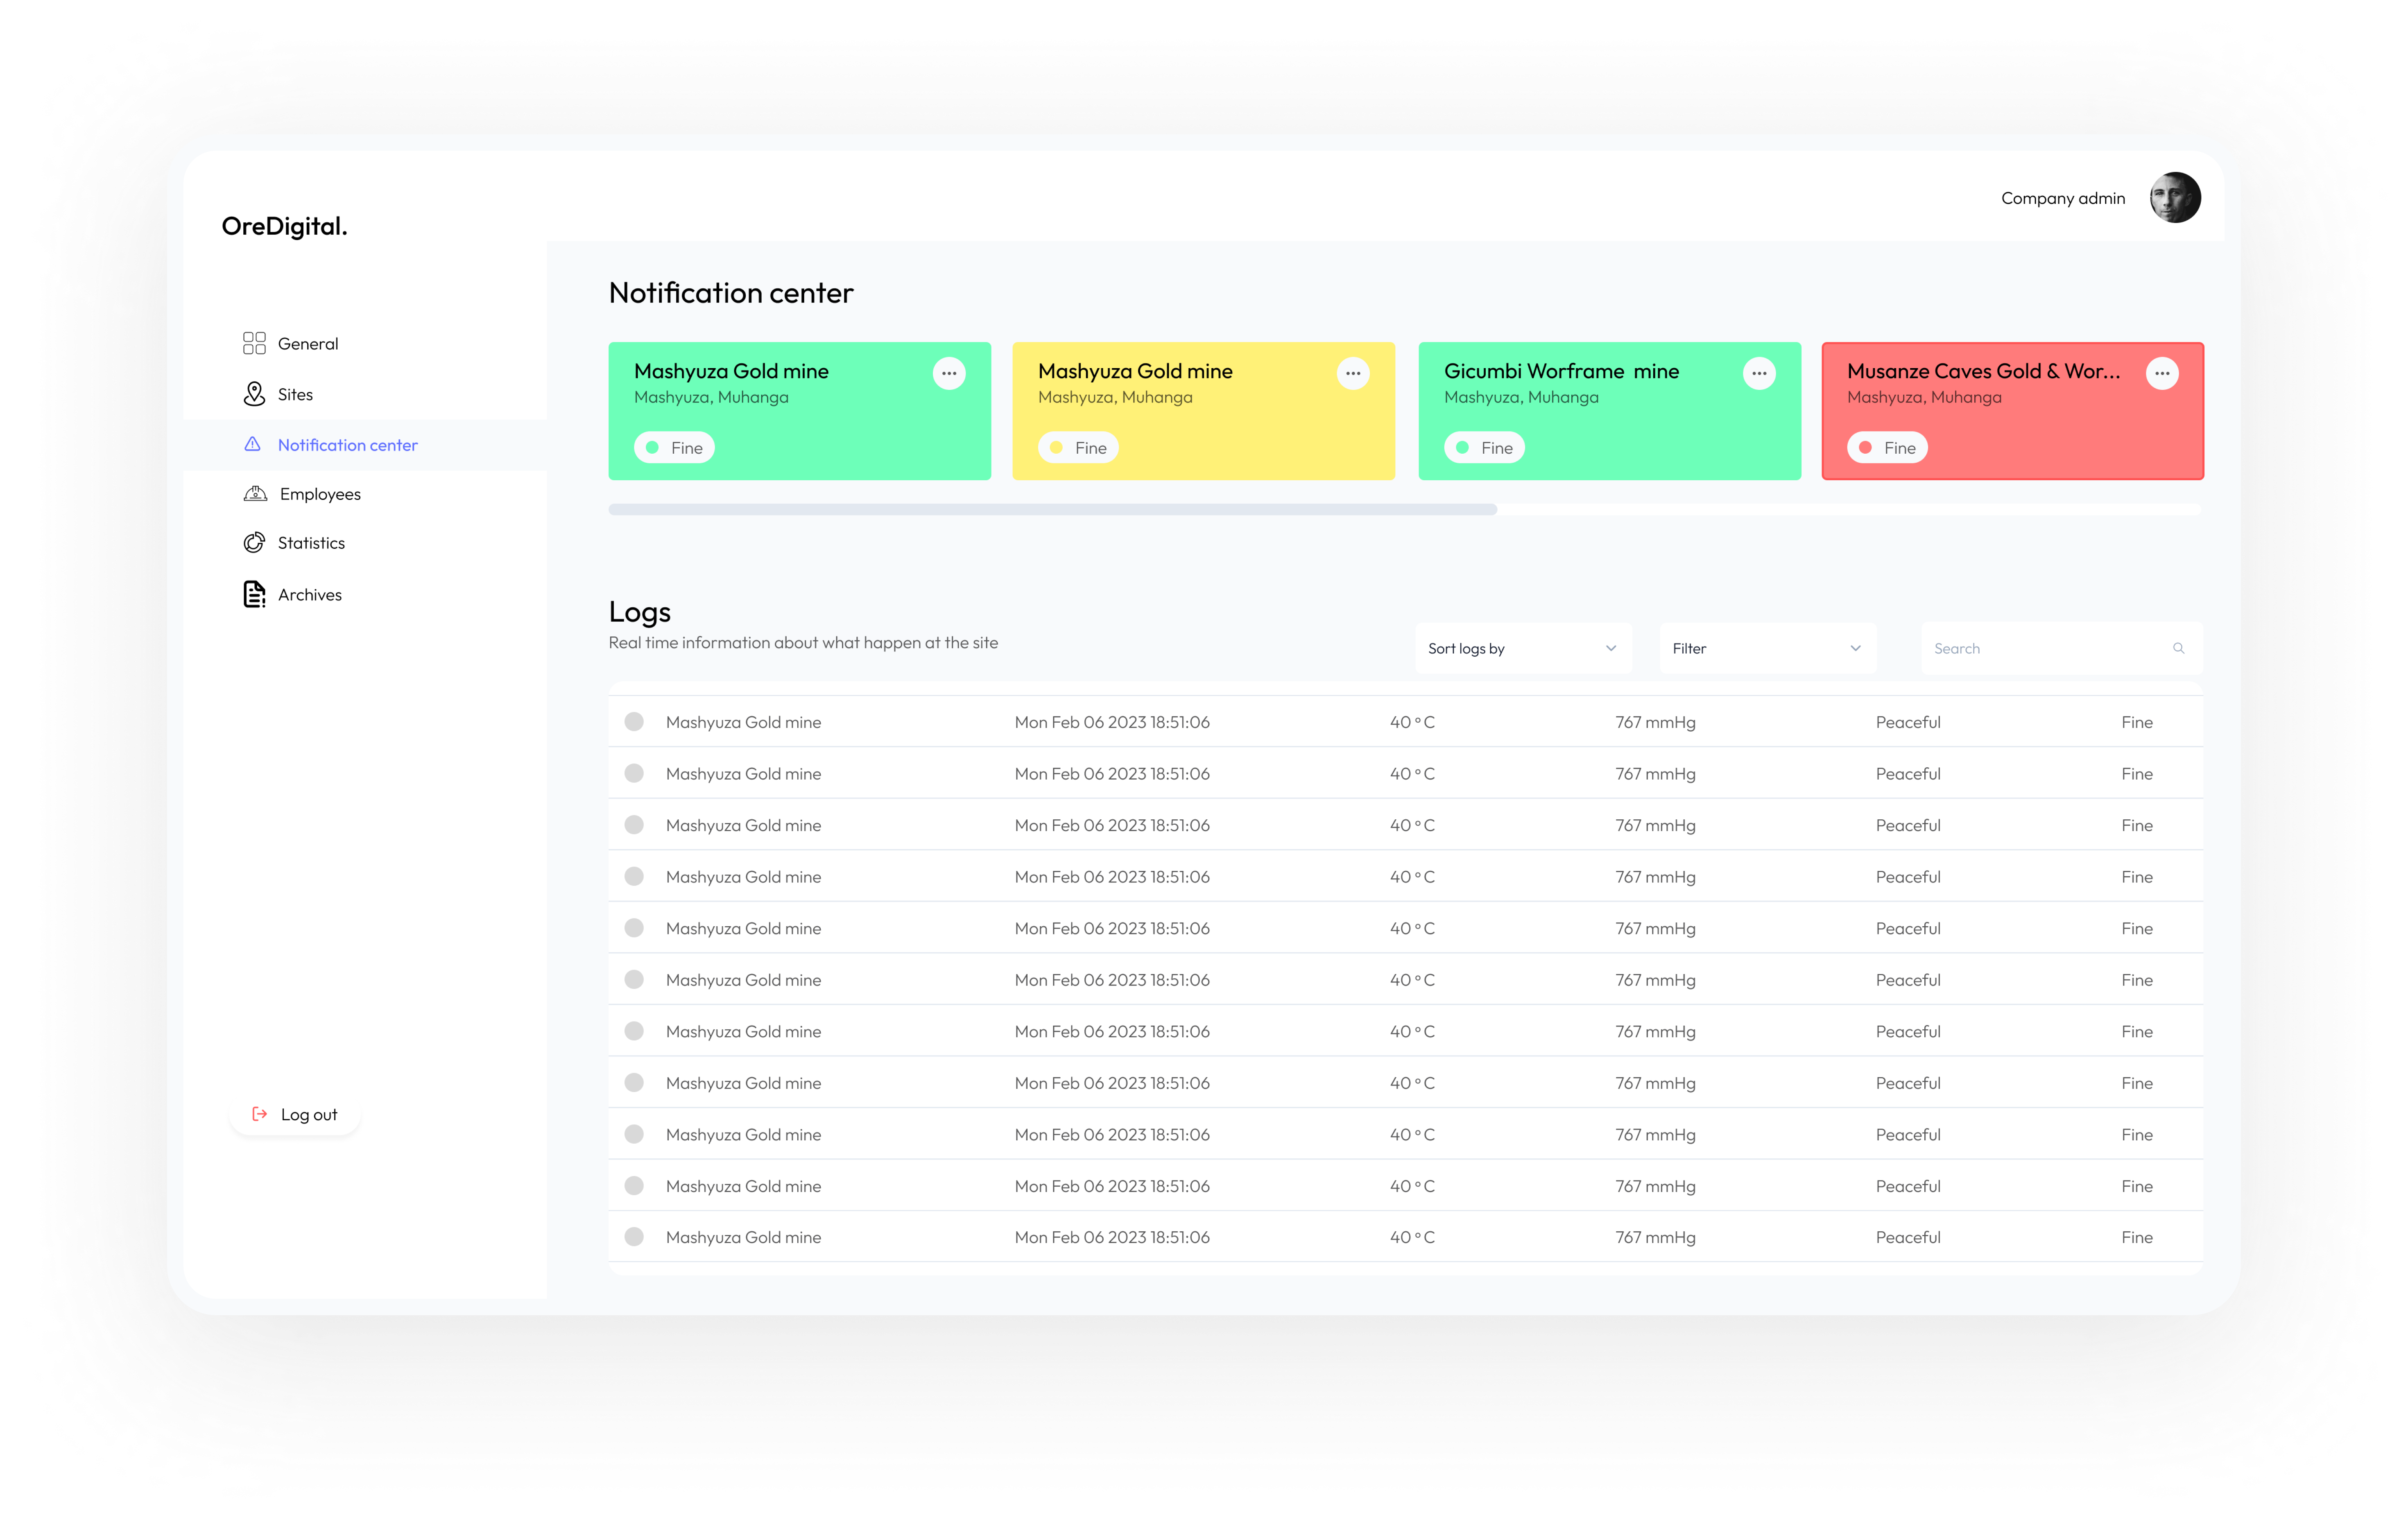 Company admin
OreDigital.
General
Sites
Notification center
Employees
Statistics
Archives
Log out
Notification center
Mashyuza Gold mine
Mashyuza, Muhanga
Fine
Mashyuza Gold mine
Mashyuza, Muhanga
Fine
Gicumbi Worframe mine
Mashyuza, Muhanga
Fine
Musanze Caves Gold & Wor...
Mashyuza, Muhanga
Fine
Logs
Real time information about what happen at the site
Sort logs by
Filter
Search
Mashyuza Gold mine Mon Feb 06 2023 18:51:06 40 ° C 767 mmHg Peaceful Fine
Mashyuza Gold mine Mon Feb 06 2023 18:51:06 40 ° C 767 mmHg Peaceful Fine
Mashyuza Gold mine Mon Feb 06 2023 18:51:06 40 ° C 767 mmHg Peaceful Fine
Mashyuza Gold mine Mon Feb 06 2023 18:51:06 40 ° C 767 mmHg Peaceful Fine
Mashyuza Gold mine Mon Feb 06 2023 18:51:06 40 ° C 767 mmHg Peaceful Fine
Mashyuza Gold mine Mon Feb 06 2023 18:51:06 40 ° C 767 mmHg Peaceful Fine
Mashyuza Gold mine Mon Feb 06 2023 18:51:06 40 ° C 767 mmHg Peaceful Fine
Mashyuza Gold mine Mon Feb 06 2023 18:51:06 40 ° C 767 mmHg Peaceful Fine
Mashyuza Gold mine Mon Feb 06 2023 18:51:06 40 ° C 767 mmHg Peaceful Fine
Mashyuza Gold mine Mon Feb 06 2023 18:51:06 40 ° C 767 mmHg Peaceful Fine
Mashyuza Gold mine Mon Feb 06 2023 18:51:06 40 ° C 767 mmHg Peaceful Fine